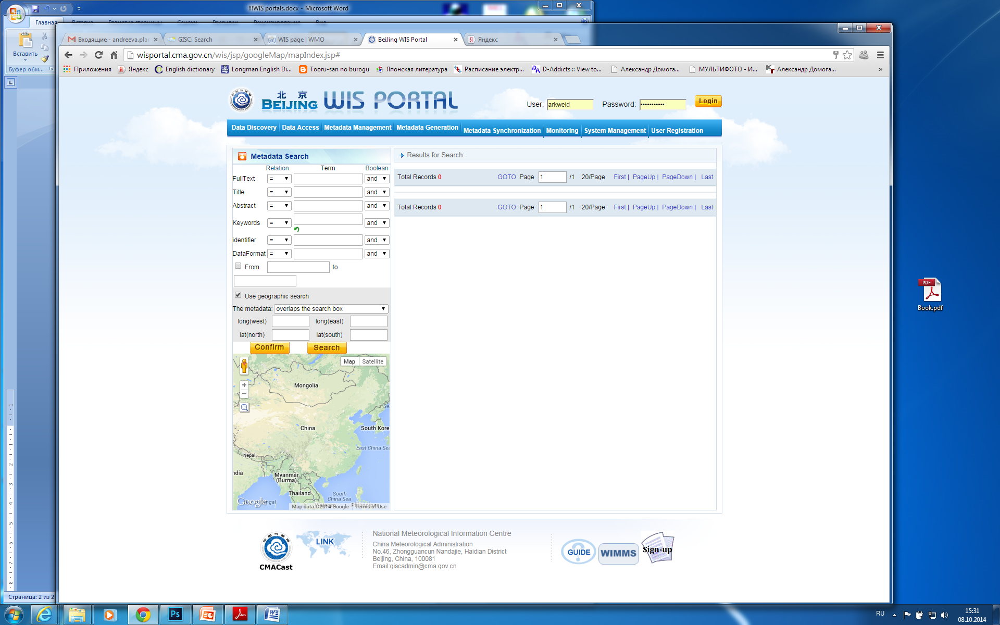 !!!WIS portals.docx - Microsoft Word
Главная Вставка Разметка страницы Ссылки Рассылки Рецензирование Вид
Вставить
Буфер обм...
Входящие - andreeva.plar
GISC: Search
WIS page | WMO
BeiJing WIS Portal
Яндекс
wisportal.cma.gov.cn/wis/jsp/googleMap/mapIndex.jsp#
Приложения Яндекс English dictionary Longman English Di... Tooru-san no burogu Японская литература Расписание электр... D-Addicts :: View to... Александр Домога... МУЛЬТИФОТО - И... Александр Домога... »
北京 BEIJING WIS PORTAL
User: arkweid Password: ••••••••••• Login
Data Discovery Data Access Metadata Management Metadata Generation Metadata Synchronization Monitoring System Management User Registration
Metadata Search
Relation Term Boolean
FullText = and
Title = and
Abstract = and
Keywords = and
identifier = and
DataFormat = and
From to
Use geographic search
The metadata: overlaps the search box
long(west) long(east)
lat(north) lat(south)
Confirm Search
Map Satellite
Mongolia
China
South Kore
East China Sea
Nepal
ndia
Myanmar
(Burma)
Thailand
South
China Sea
Google
Map data ©2014 Google Terms of Use
Results for Search:
Total Records 0 GOTO Page 1 /1 20/Page First | PageUp | PageDown | Last
Total Records 0 GOTO Page 1 /1 20/Page First | PageUp | PageDown | Last
CMACast
LINK
National Meteorological Information Centre
China Meteorological Administration
No.46, Zhongguancun Nandajie, Haidian District
Beijing, China, 100081
Email:giscadmin@cma.gov.cn
GUIDE
WIMMS
Sign-up
PDF
Book.pdf
Страница: 2 из 2
Ps
RU
15:31
08.10.2014